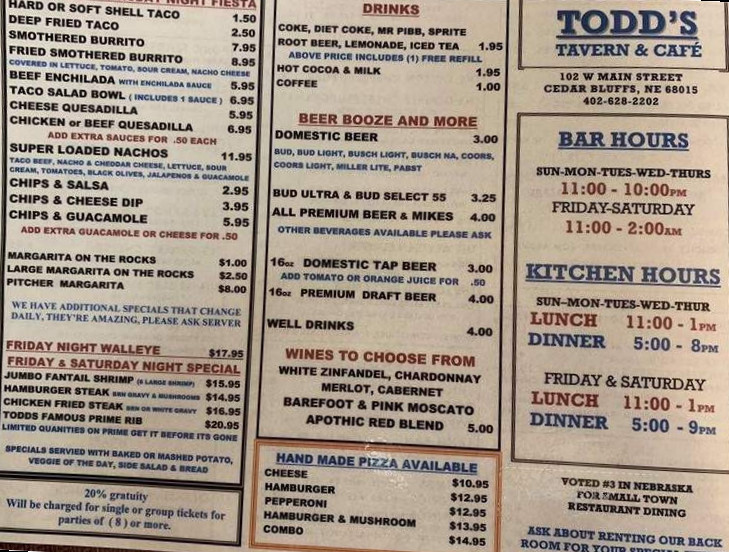 NIGHT FIESTA
HARD OR SOFT SHELL TACO 1.50
DEEP FRIED TACO 2.50
SMOTHERED BURRITO 7.95
FRIED SMOTHERED BURRITO 8.95
COVERED IN LETTUCE, TOMATO, SOUR CREAM, NACHO CHEESE
BEEF ENCHILADA WITH ENCHILADA SAUCE 5.95
TACO SALAD BOWL ( INCLUDES 1 SAUCE ) 6.95
CHEESE QUESADILLA 5.95
CHICKEN or BEEF QUESADILLA 6.95
ADD EXTRA SAUCES FOR .50 EACH
SUPER LOADED NACHOS 11.95
TACO BEEF, NACHO & CHEDDAR CHEESE, LETTUCE, SOUR
CREAM, TOMATOES, BLACK OLIVES, JALAPENOS & GUACAMOLE
CHIPS & SALSA 2.95
CHIPS & CHEESE DIP 3.95
CHIPS & GUACAMOLE 5.95
ADD EXTRA GUACAMOLE OR CHEESE FOR .50
MARGARITA ON THE ROCKS $1.00
LARGE MARGARITA ON THE ROCKS $2.50
PITCHER MARGARITA $8.00
WE HAVE ADDITIONAL SPECIALS THAT CHANGE
DAILY, THEY'RE AMAZING, PLEASE ASK SERVER
FRIDAY NIGHT WALLEYE $17.95
FRIDAY & SATURDAY NIGHT SPECIAL
JUMBO FANTAIL SHRIMP (6 LARGE SHRIMP) $15.95
HAMBURGER STEAK BRN GRAVY & MUSHROOMS $14.95
CHICKEN FRIED STEAK BRN OR WHITE GRAVY $16.95
TODDS FAMOUS PRIME RIB $20.95
LIMITED QUANITIES ON PRIME GET IT BEFORE ITS GONE
SPECIALS SERVIED WITH BAKED OR MASHED POTATO,
VEGGIE OF THE DAY, SIDE SALAD & BREAD
20% gratuity
Will be charged for single or group tickets for
parties of ( 8 ) or more.
DRINKS
COKE, DIET COKE, MR PIBB, SPRITE
ROOT BEER, LEMONADE, ICED TEA 1.95
ABOVE PRICE INCLUDES (1) FREE REFILL
HOT COCOA & MILK 1.95
COFFEE 1.00
BEER BOOZE AND MORE
DOMESTIC BEER 3.00
BUD, BUD LIGHT, BUSCH LIGHT, BUSCH NA, COORS,
COORS LIGHT, MILLER LITE, PABST
BUD ULTRA & BUD SELECT 55 3.25
ALL PREMIUM BEER & MIKES 4.00
OTHER BEVERAGES AVAILABLE PLEASE ASK
16oz DOMESTIC TAP BEER 3.00
ADD TOMATO OR ORANGE JUICE FOR .50
16oz PREMIUM DRAFT BEER 4.00
WELL DRINKS 4.00
WINES TO CHOOSE FROM
WHITE ZINFANDEL, CHARDONNAY
MERLOT, CABERNET
BAREFOOT & PINK MOSCATO
APOTHIC RED BLEND 5.00
HAND MADE PIZZA AVAILABLE
CHEESE $10.95
HAMBURGER $12.95
PEPPERONI $12.95
HAMBURGER & MUSHROOM $13.95
COMBO $14.95
TODD'S
TAVERN & CAFÉ
102 W MAIN STREET
CEDAR BLUFFS, NE 68015
402-628-2202
BAR HOURS
SUN-MON-TUES-WED-THURS
11:00 - 10:00PM
FRIDAY-SATURDAY
11:00 - 2:00AM
KITCHEN HOURS
SUN-MON-TUES-WED-THUR
LUNCH 11:00 - 1PM
DINNER 5:00 - 8PM
FRIDAY & SATURDAY
LUNCH 11:00 - 1PM
DINNER 5:00 - 9PM
VOTED #3 IN NEBRASKA
FOR SMALL TOWN
RESTAURANT DINING
ASK ABOUT RENTING OUR BACK
ROOM FOR YOUR